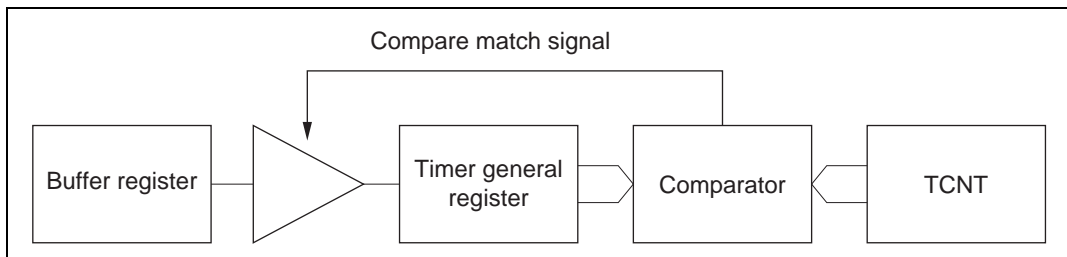 Compare match signal
Buffer register
Timer general
register
Comparator
TCNT